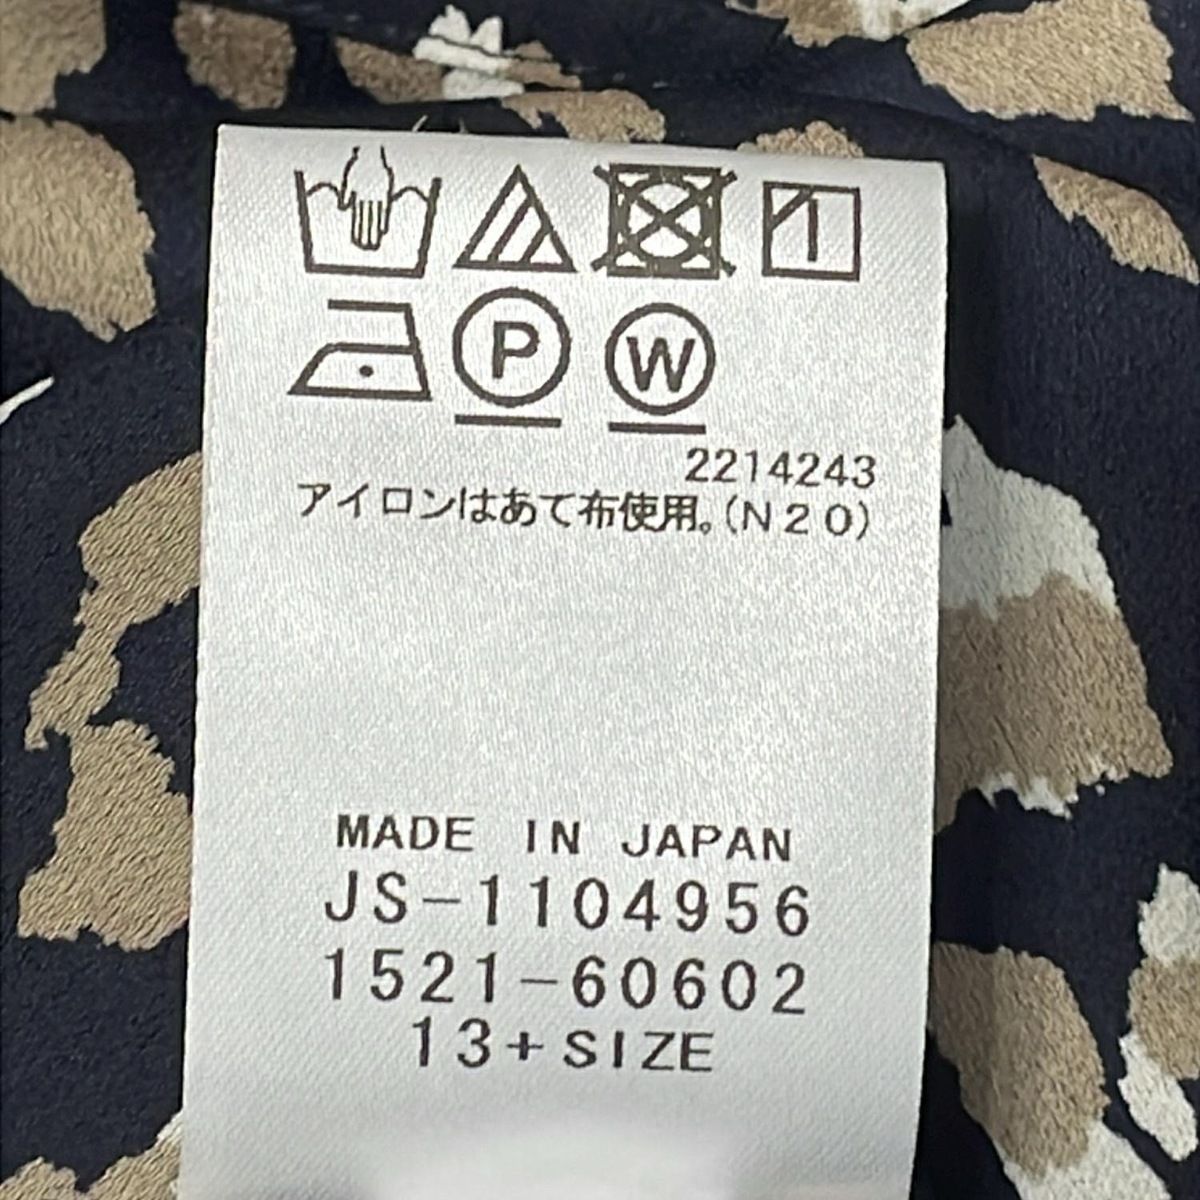 P W
2214243
アイロンはあて布使用。(N20)
MADE IN JAPAN
JS-1104956
1521-60602
13+SIZE